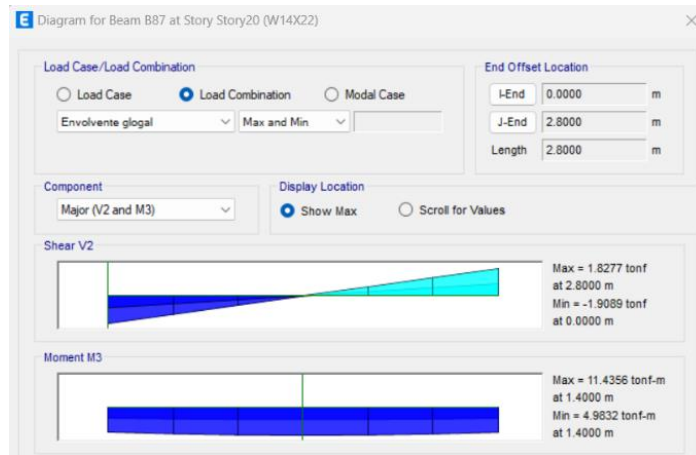 E Diagram for Beam B87 at Story Story20 (W14X22)
Load Case/Load Combination
Load Case Load Combination Modal Case
Envolvente glogal Max and Min
End Offset Location
I-End 0.0000 m
J-End 2.8000 m
Length 2.8000 m
Component
Major (V2 and M3)
Display Location
Show Max Scroll for Values
Shear V2
Max = 1.8277 tonf
at 2.8000 m
Min = -1.9089 tonf
at 0.0000 m
Moment M3
Max = 11.4356 tonf-m
at 1.4000 m
Min = 4.9832 tonf-m
at 1.4000 m